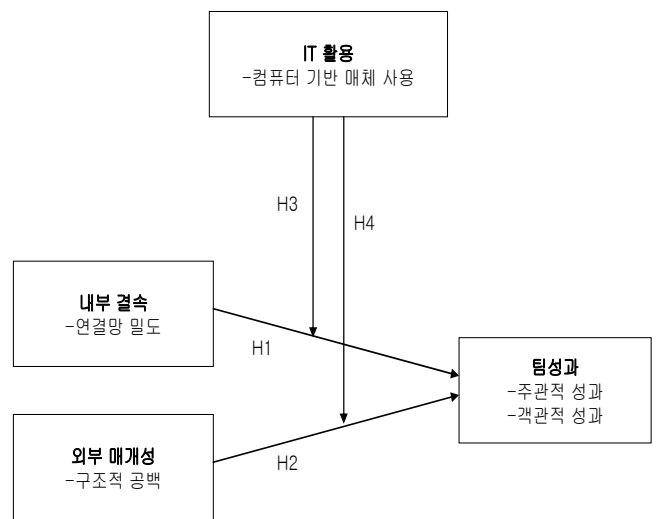 IT 활용
-컴퓨터 기반 매체 사용
H3
H4
내부 결속
-연결망 밀도
H1
팀성과
-주관적 성과
-객관적 성과
외부 매개성
-구조적 공백
H2